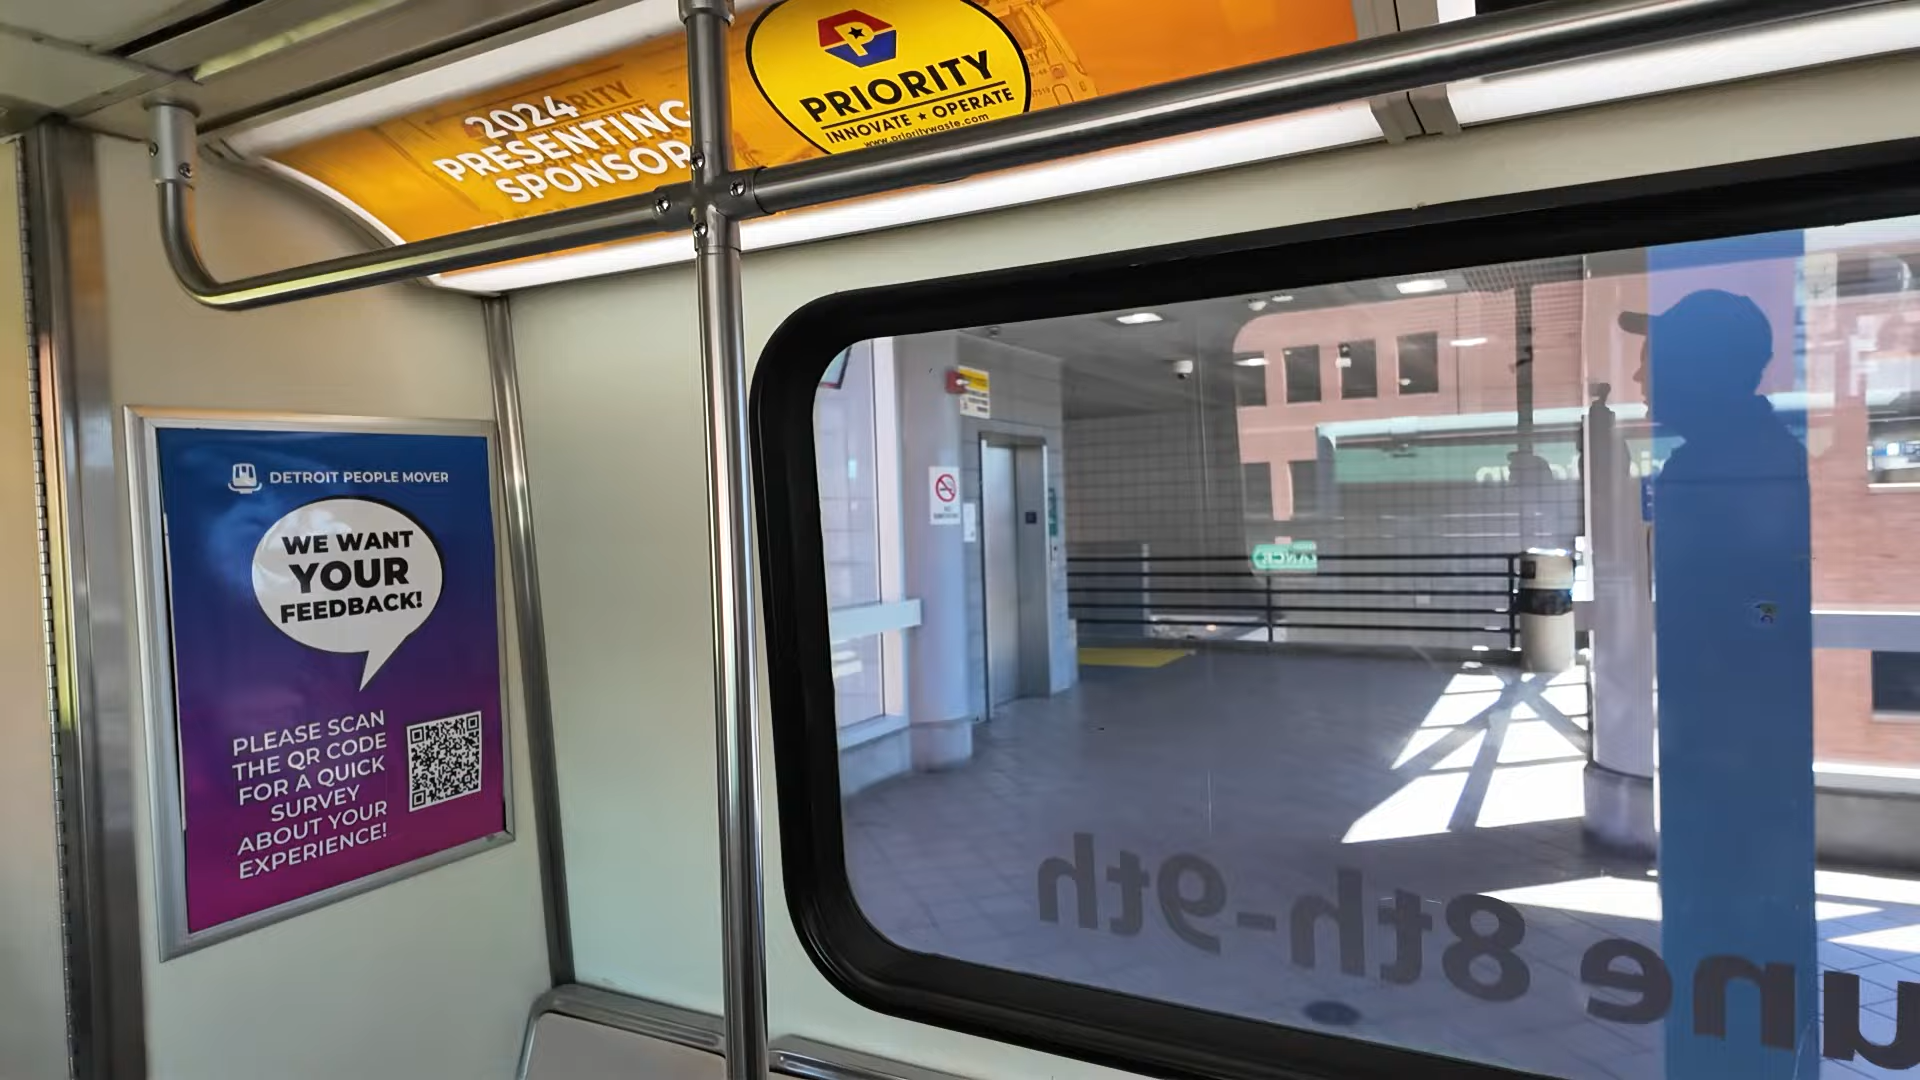 2024
PRESENTING
SPONSOR
PRIORITY
INNOVATE ★ OPERATE
www.prioritywaste.com
DETROIT PEOPLE MOVER
WE WANT
YOUR
FEEDBACK!
PLEASE SCAN
THE QR CODE
FOR A QUICK
SURVEY
ABOUT YOUR
EXPERIENCE!
une 8th-9th